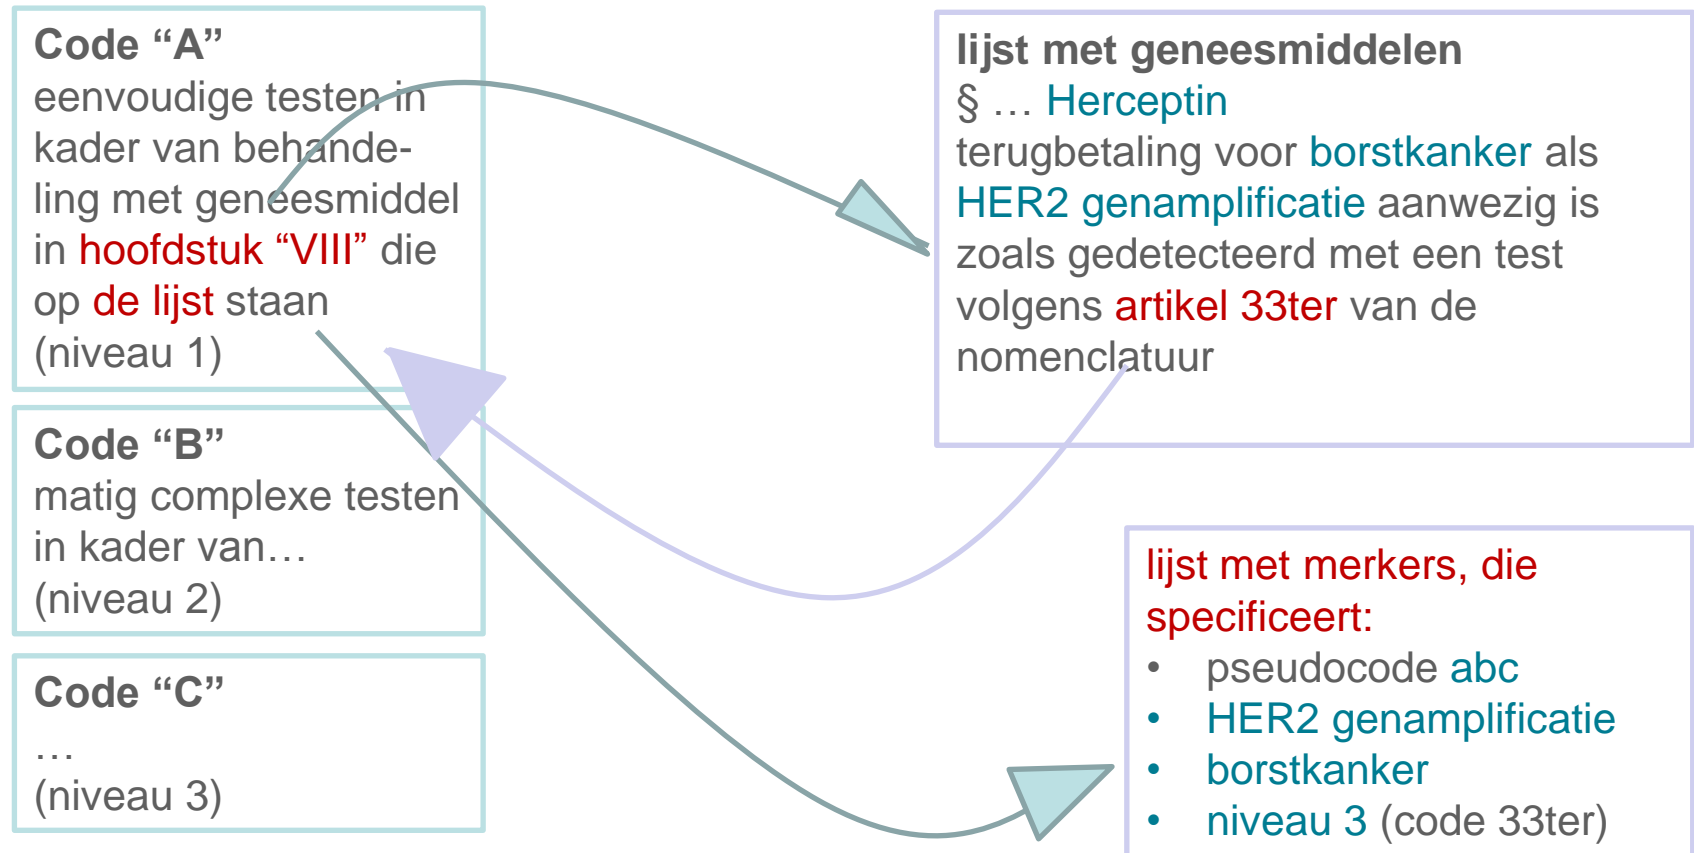 Code “A”
eenvoudige testen in
kader van behande-
ling met geneesmiddel
in hoofdstuk “VIII” die
op de lijst staan
(niveau 1)
Code “B”
matig complexe testen
in kader van…
(niveau 2)
Code “C”
…
(niveau 3)
lijst met geneesmiddelen
§ … Herceptin
terugbetaling voor borstkanker als
HER2 genamplificatie aanwezig is
zoals gedetecteerd met een test
volgens artikel 33ter van de
nomenclatuur
lijst met merkers, die
specificeert:
• pseudocode abc
• HER2 genamplificatie
• borstkanker
• niveau 3 (code 33ter)